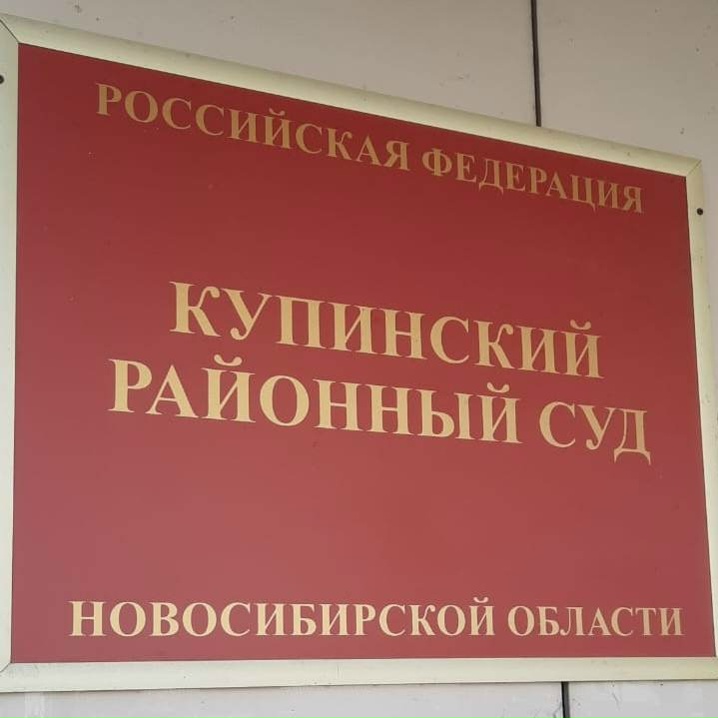 РОССИЙСКАЯ ФЕДЕРАЦИЯ
КУПИНСКИЙ
РАЙОННЫЙ СУД
НОВОСИБИРСКОЙ ОБЛАСТИ